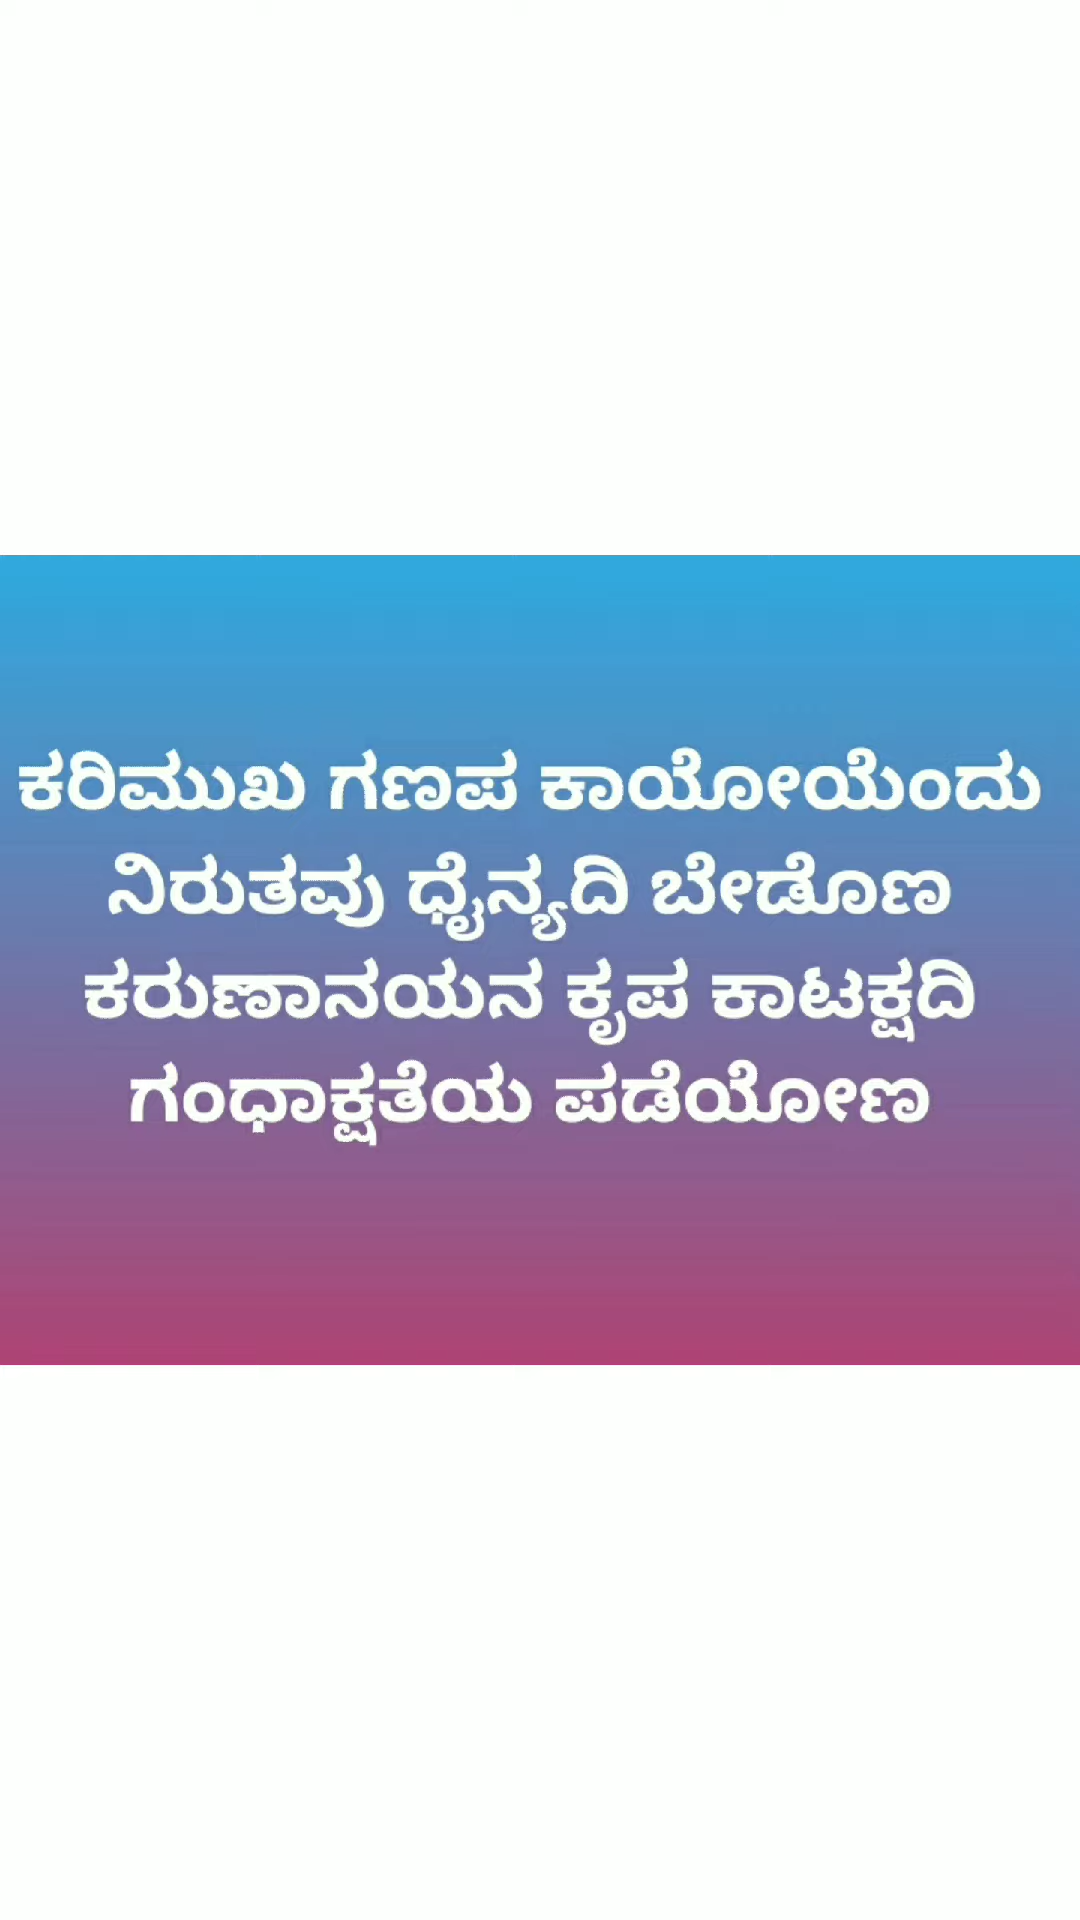 ಕರಿಮುಖ ಗಣಪ ಕಾಯೋಯೆಂದು
ನಿರುತವು ಧೈನ್ಯದಿ ಬೇಡೊಣ
ಕರುಣಾನಯನ ಕೃಪ ಕಾಟಕ್ಷದಿ
ಗಂಧಾಕ್ಷತೆಯ ಪಡೆಯೋಣ